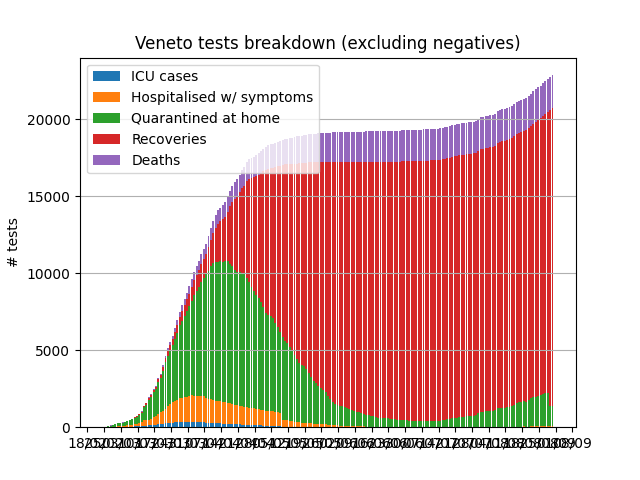 Veneto tests breakdown (excluding negatives)
ICU cases
Hospitalised w/ symptoms
Quarantined at home
Recoveries
Deaths
# tests
20000
15000
10000
5000
0